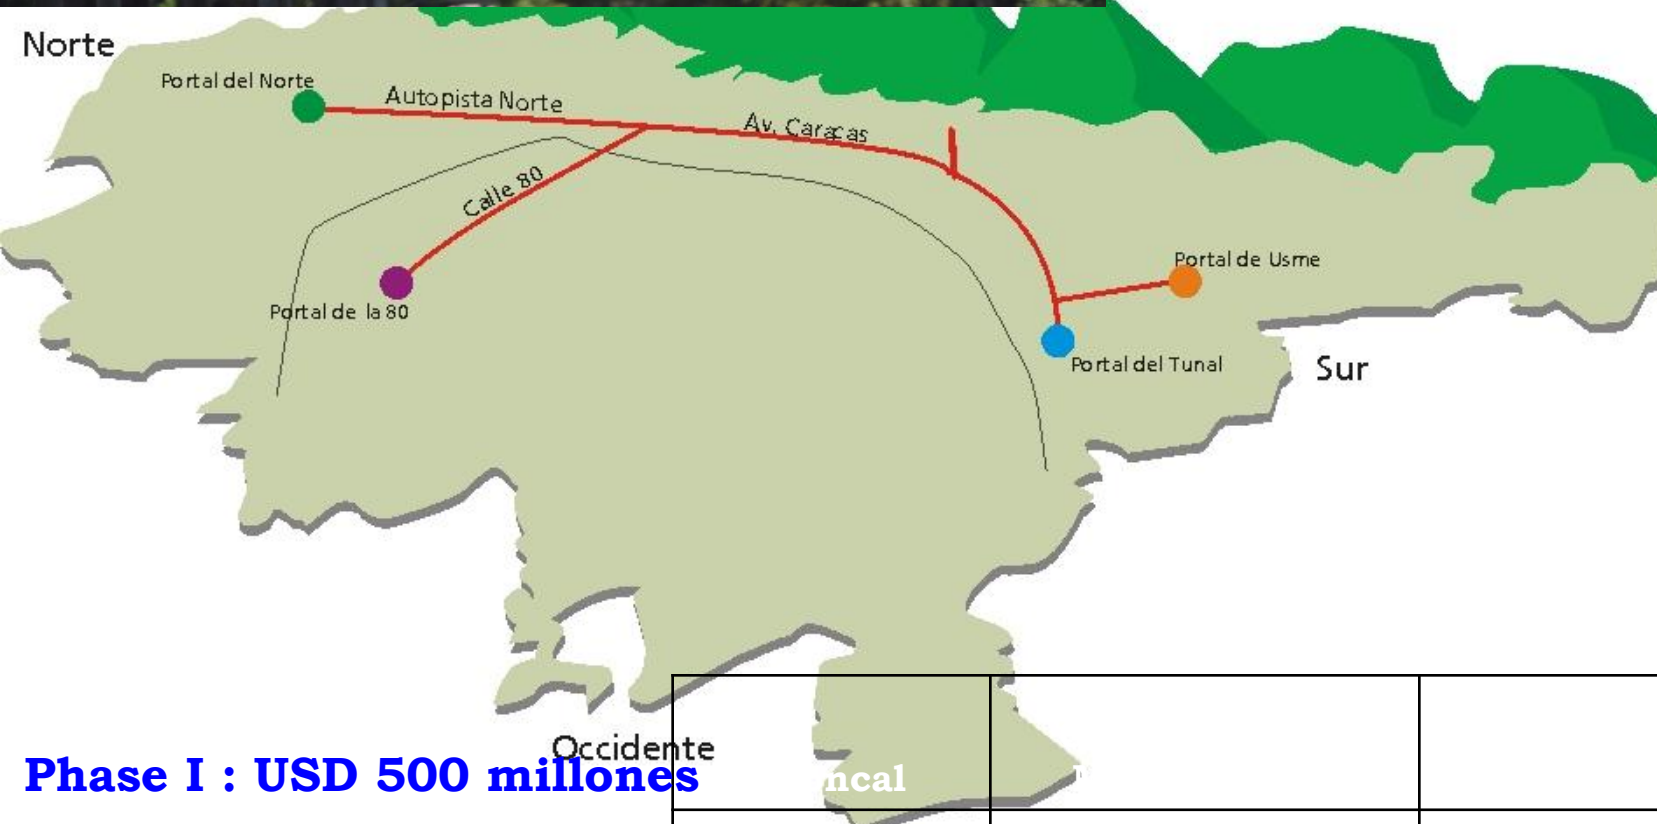 Norte
Portal del Norte
Autopista Norte
Av. Caracas
Calle 80
Portal de Usme
Portal de la 80
Portal del Tunal
Sur
Occidente
Phase I : USD 500 millones